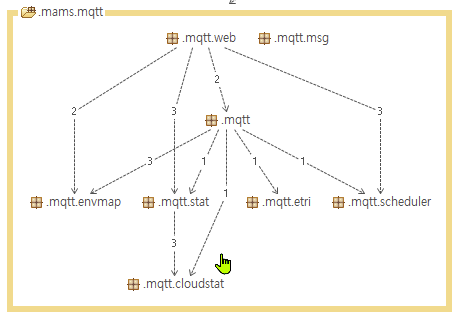 .mams.mqtt
.mqtt.web .mqtt.msg
2
2 3 3
.mqtt
3 1 1 1
1
.mqtt.envmap .mqtt.stat .mqtt.etri .mqtt.scheduler
3
.mqtt.cloudstat